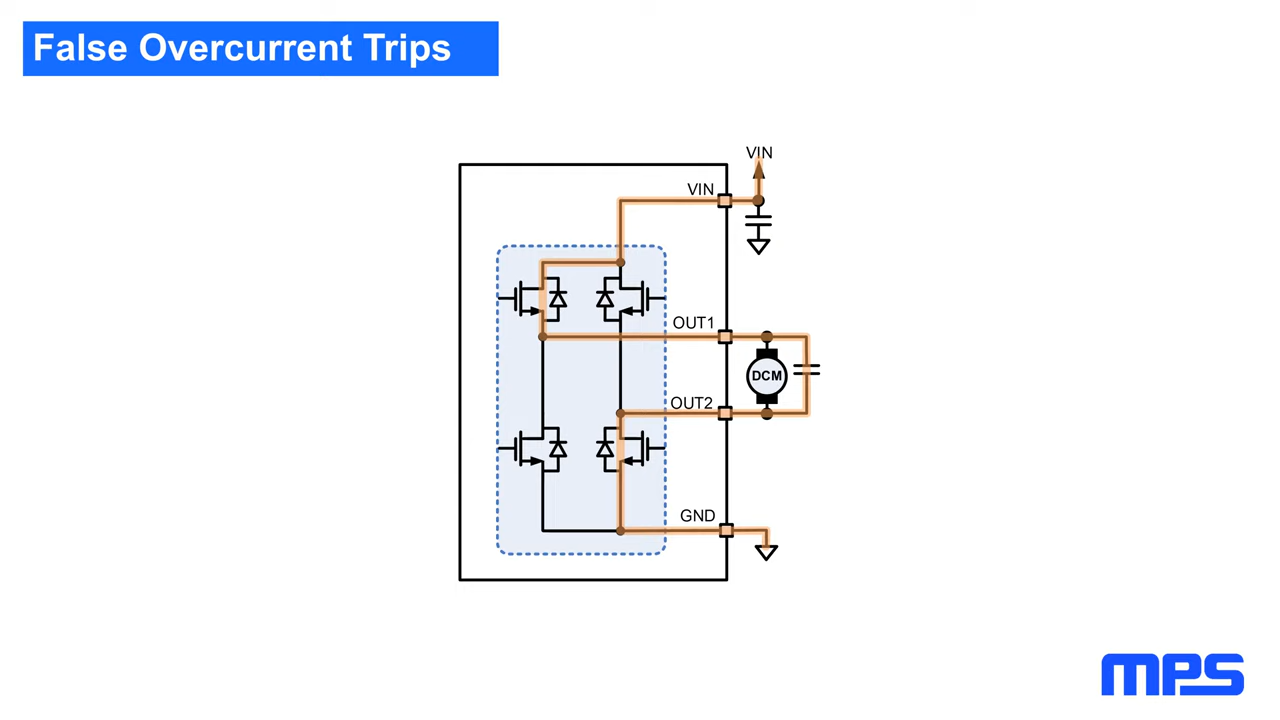 False Overcurrent Trips
VIN
VIN
OUT1
DCM
OUT2
GND
MPS